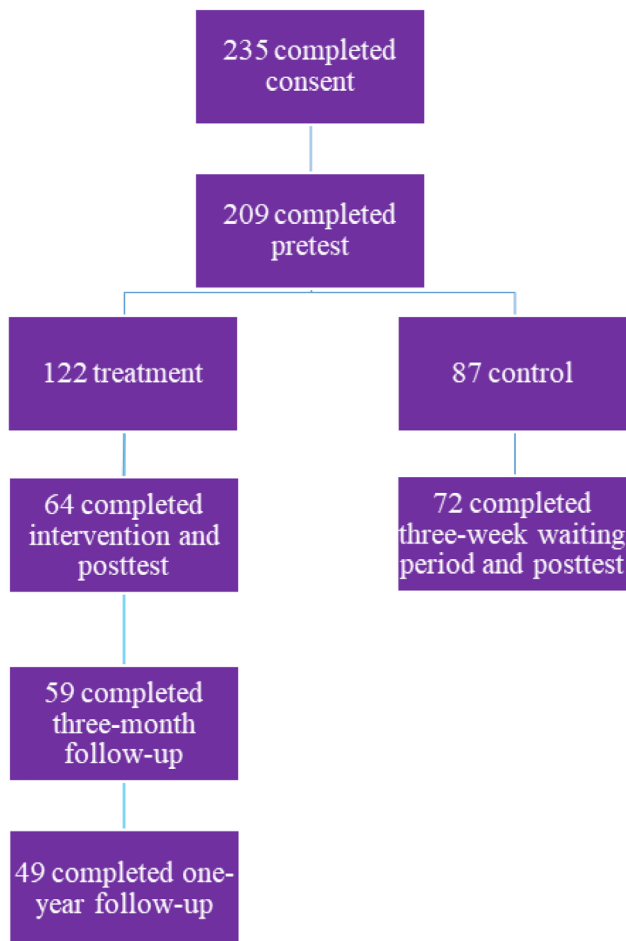 235 completed
consent
209 completed
pretest
122 treatment
87 control
64 completed
intervention and
posttest
72 completed
three-week waiting
period and posttest
59 completed
three-month
follow-up
49 completed one-
year follow-up